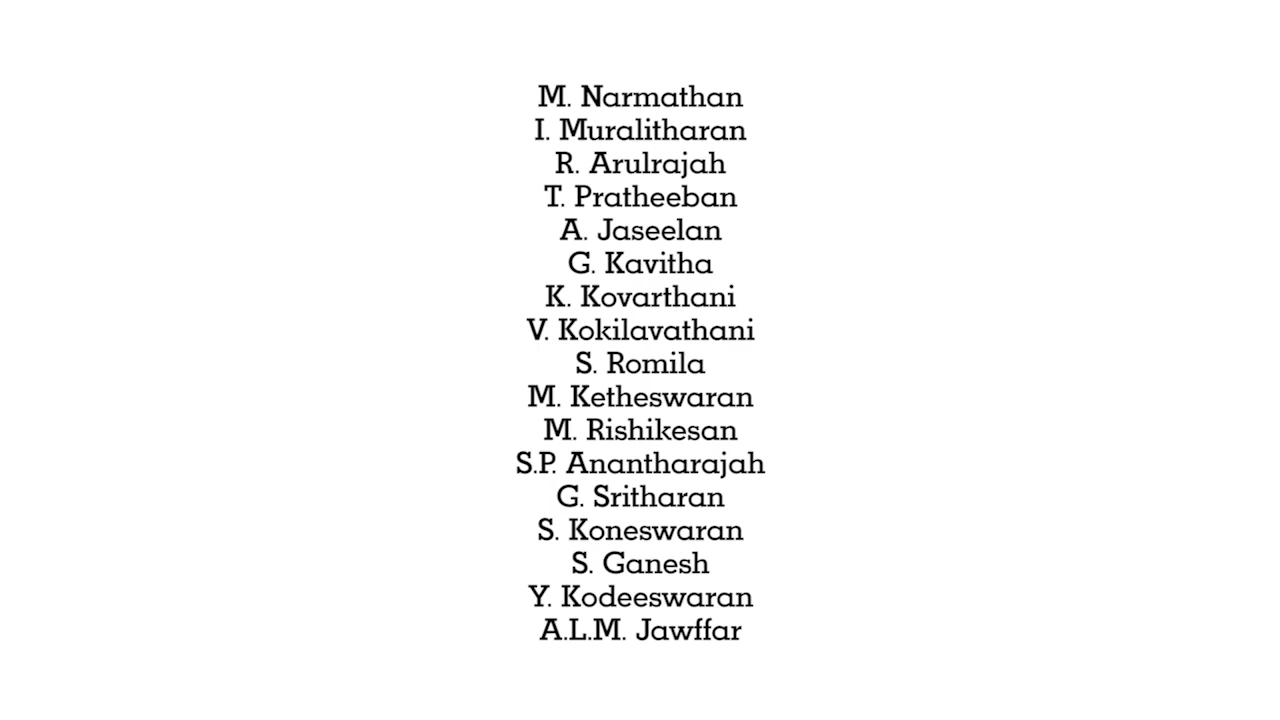 M. Narmathan
I. Muralitharan
R. Arulrajah
T. Pratheeban
A. Jaseelan
G. Kavitha
K. Kovarthani
V. Kokilavathani
S. Romila
M. Ketheswaran
M. Rishikesan
S.P. Anantharajah
G. Sritharan
S. Koneswaran
S. Ganesh
Y. Kodeeswaran
A.L.M. Jawffar